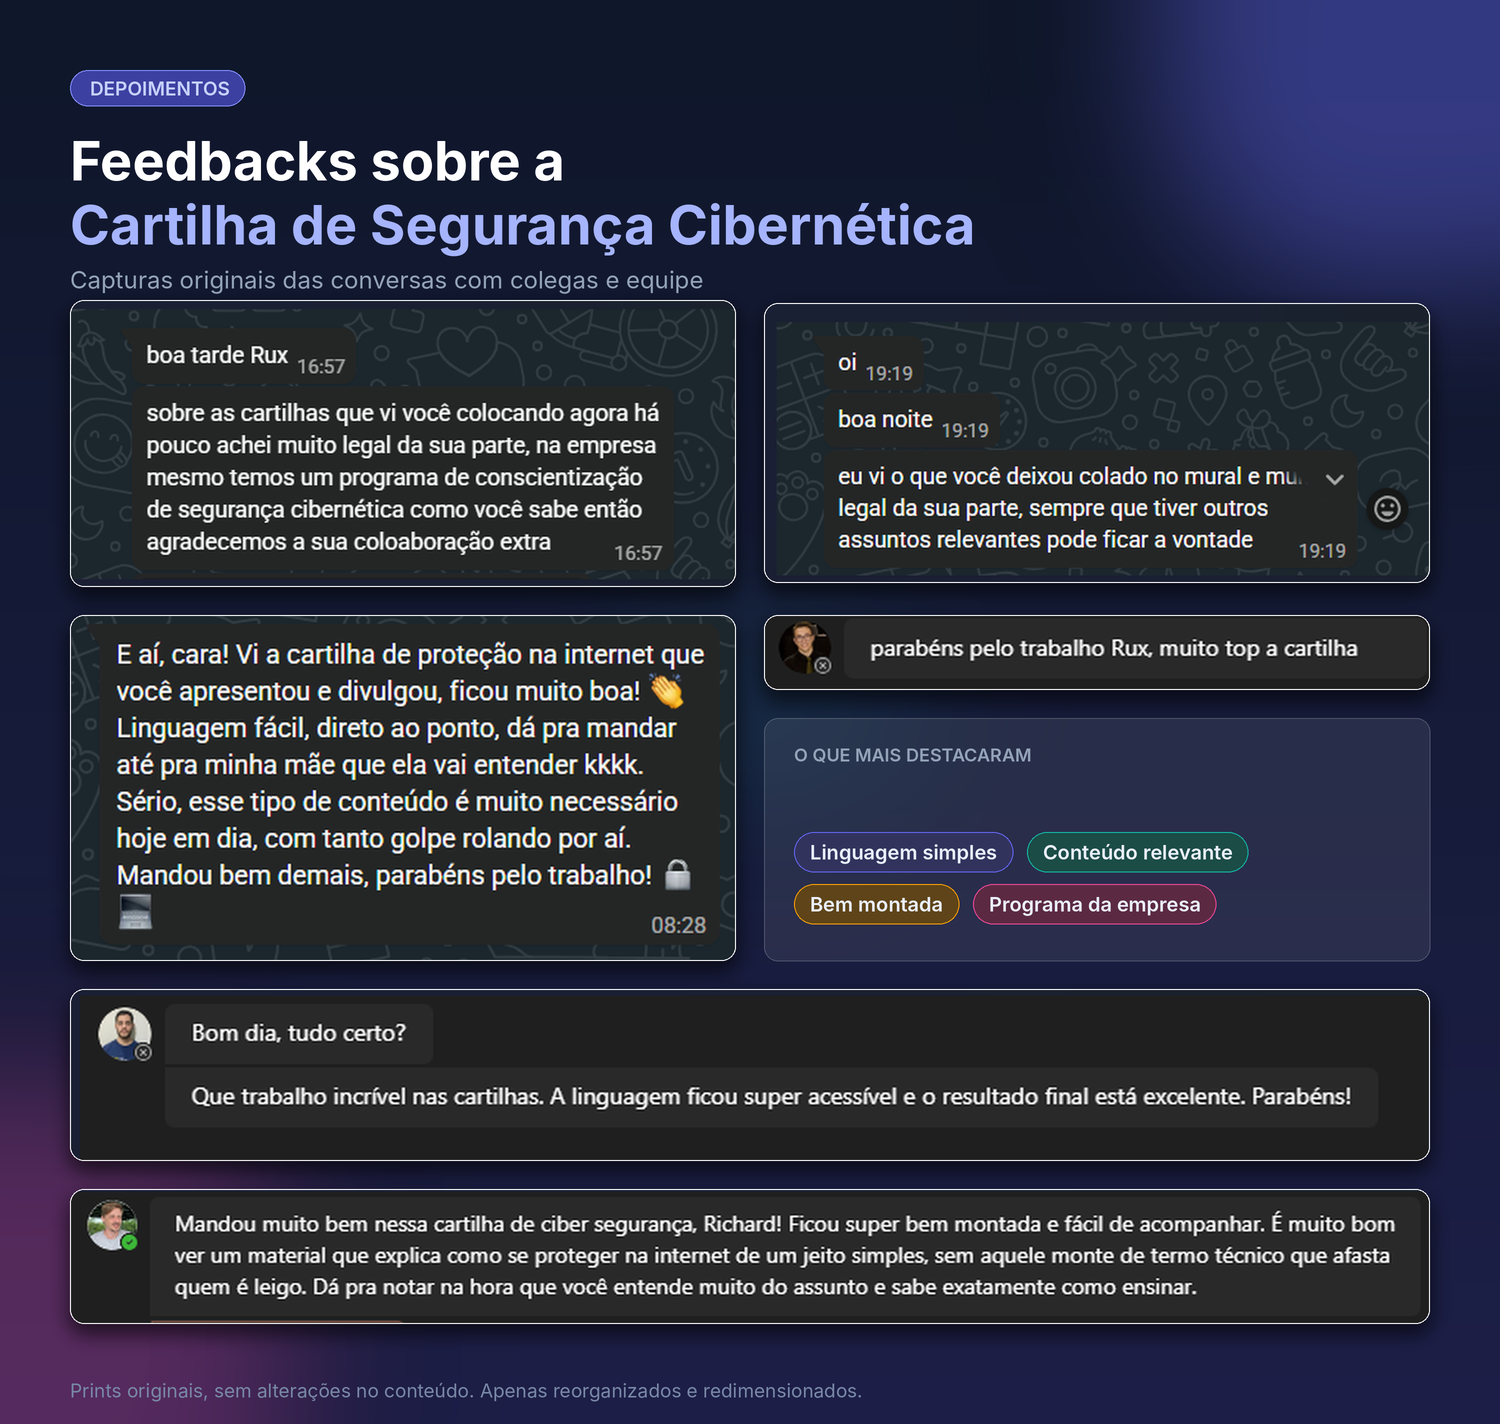 DEPOIMENTOS
Feedbacks sobre a
Cartilha de Segurança Cibernética
Capturas originais das conversas com colegas e equipe
boa tarde Rux 16:57
sobre as cartilhas que vi você colocando agora há
pouco achei muito legal da sua parte, na empresa
mesmo temos um programa de conscientização
de segurança cibernética como você sabe então
agradecemos a sua coloaboração extra 16:57
oi 19:19
boa noite 19:19
eu vi o que você deixou colado no mural e
legal da sua parte, sempre que tiver outros
assuntos relevantes pode ficar a vontade 19:19
E aí, cara! Vi a cartilha de proteção na internet que
você apresentou e divulgou, ficou muito boa! 👏
Linguagem fácil, direto ao ponto, dá pra mandar
até pra minha mãe que ela vai entender kkkk.
Sério, esse tipo de conteúdo é muito necessário
hoje em dia, com tanto golpe rolando por aí.
Mandou bem demais, parabéns pelo trabalho! 🔒
💻 08:28
parabéns pelo trabalho Rux, muito top a cartilha
O QUE MAIS DESTACARAM
Linguagem simples Conteúdo relevante
Bem montada Programa da empresa
Bom dia, tudo certo?
Que trabalho incrível nas cartilhas. A linguagem ficou super acessível e o resultado final está excelente. Parabéns!
Mandou muito bem nessa cartilha de ciber segurança, Richard! Ficou super bem montada e fácil de acompanhar. É muito bom
ver um material que explica como se proteger na internet de um jeito simples, sem aquele monte de termo técnico que afasta
quem é leigo. Dá pra notar na hora que você entende muito do assunto e sabe exatamente como ensinar.
Prints originais, sem alterações no conteúdo. Apenas reorganizados e redimensionados.